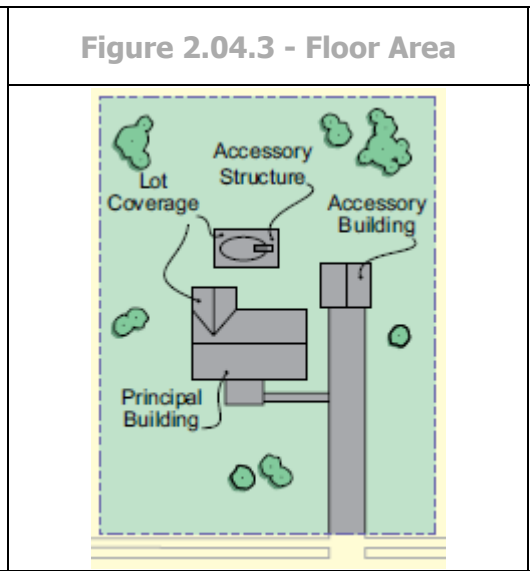 Figure 2.04.3 - Floor Area
Accessory
Structure
Lot
Coverage
Accessory
Building
Principal
Building